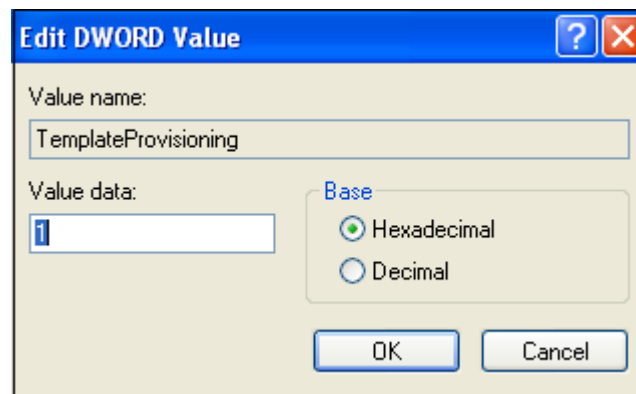 Edit DWORD Value
Value name:
TemplateProvisioning
Value data:
1
Base
Hexadecimal
Decimal
OK
Cancel